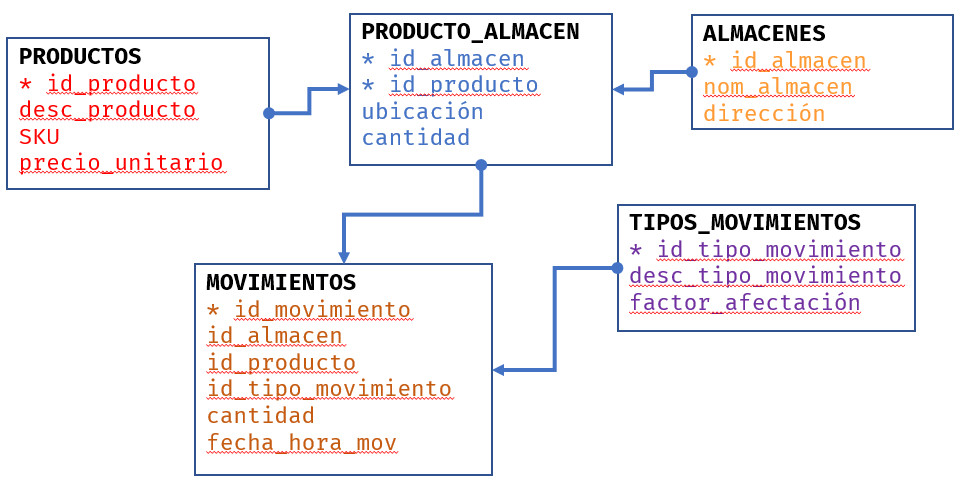 PRODUCTOS
* id_producto
desc_producto
SKU
precio_unitario
PRODUCTO_ALMACEN
* id_almacen
* id_producto
ubicación
cantidad
ALMACENES
* id_almacen
nom_almacen
dirección
MOVIMIENTOS
* id_movimiento
id_almacen
id_producto
id_tipo_movimiento
cantidad
fecha_hora_mov
TIPOS_MOVIMIENTOS
* id_tipo_movimiento
desc_tipo_movimiento
factor_afectación